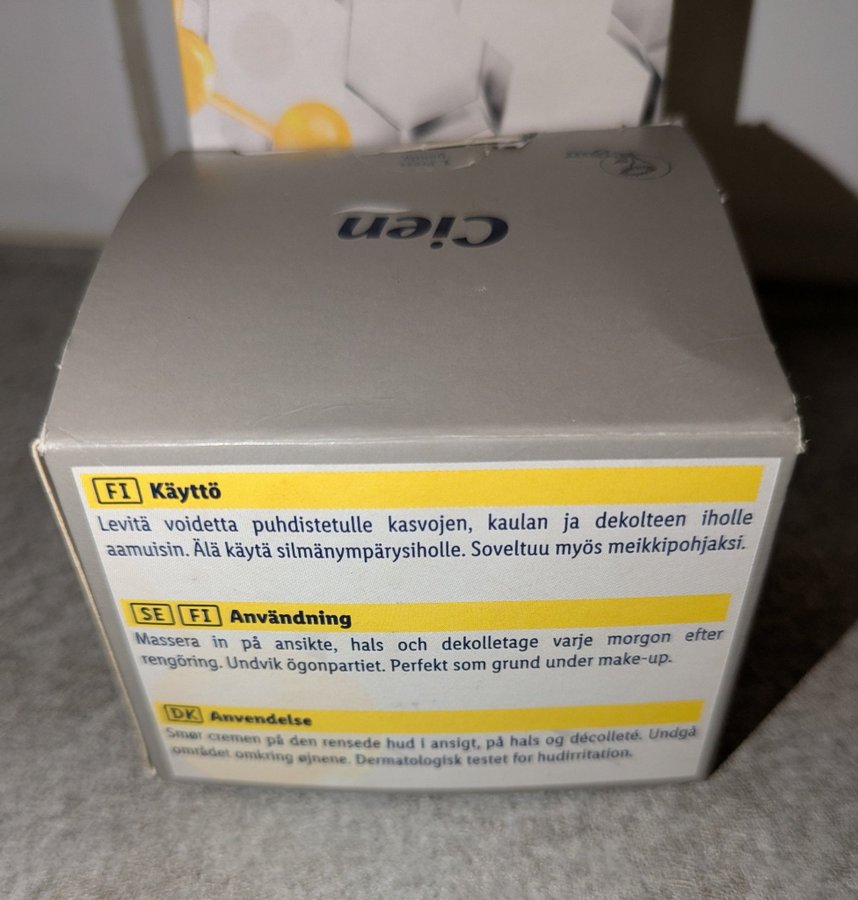 Cien
FI Käyttö
Levitä voidetta puhdistetulle kasvojen, kaulan ja dekolteen iholle
aamuisin. Älä käytä silmänympärysiholle. Soveltuu myös meikkipohjaksi.
SE FI Användning
Massera in på ansikte, hals och dekolletage varje morgon efter
rengöring. Undvik ögonpartiet. Perfekt som grund under make-up.
DK Anvendelse
Smør cremen på den rensede hud i ansigt, på hals og décolleté. Undgå
området omkring øjnene. Dermatologisk testet for hudirritation.